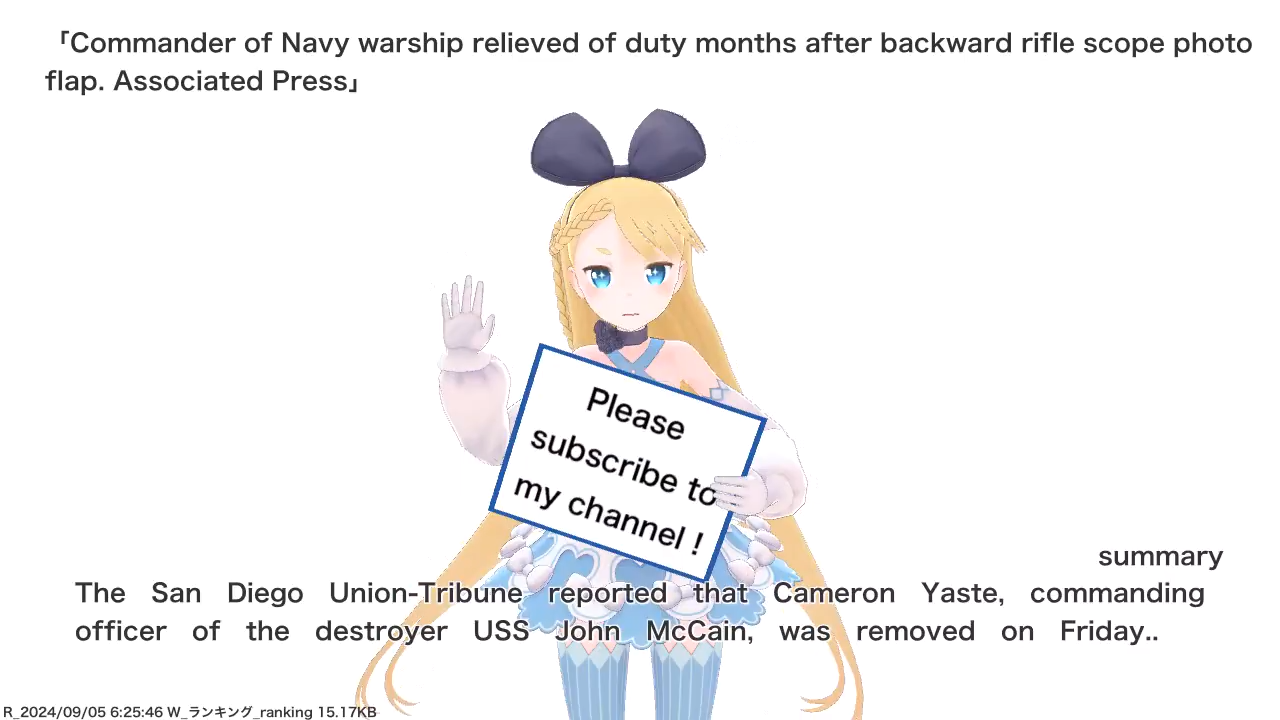 「Commander of Navy warship relieved of duty months after backward rifle scope photo
flap. Associated Press」
Please
subscribe to
my channel !
summary
The San Diego Union-Tribune reported that Cameron Yaste, commanding
officer of the destroyer USS John McCain, was removed on Friday..
R_2024/09/05 6:25:46 W_ランキング_ranking 15.17KB